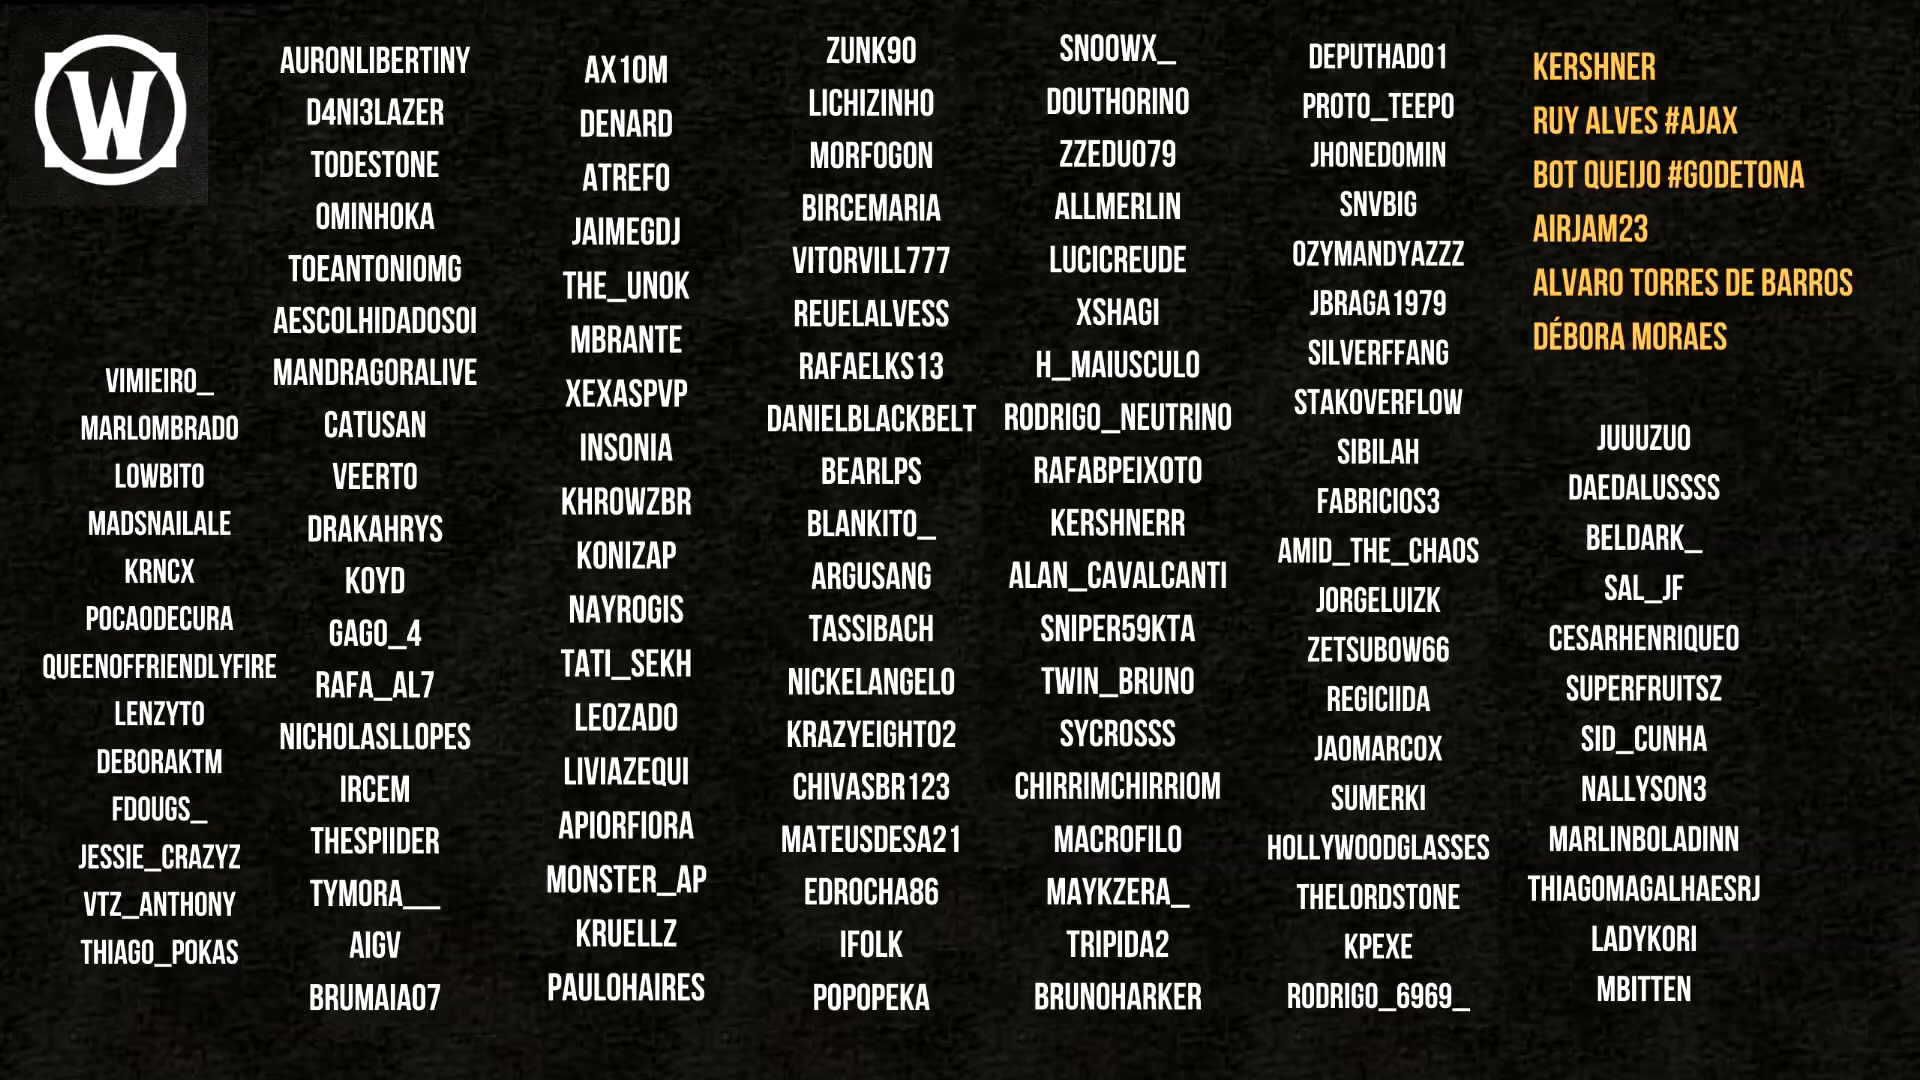 W
VIMIEIRO_
MARLOMBRADO
LOWBITO
MADSNAILALE
KRNCX
POCAODECURA
QUEENOFFRIENDLYFIRE
LENZYTO
DEBORAKTM
FDOUGS_
JESSIE_CRAZYZ
VTZ_ANTHONY
THIAGO_POKAS
AURONLIBERTINY
D4NI3LAZER
TODESTONE
OMINHOKA
TOEANTONIOMG
AESCOLHIDADOSOI
MANDRAGORALIVE
CATUSAN
VEERTO
DRAKAHRYS
KOYD
GAGO_4
RAFA_AL7
NICHOLASLLOPES
IRCEM
THESPIIDER
TYMORA__
AIGV
BRUMAIA07
AX10M
DENARD
ATREFO
JAIMEGDJ
THE_UNOK
MBRANTE
XEXASPVP
INSONIA
KHROWZBR
KONIZAP
NAYROGIS
TATI_SEKH
LEOZADO
LIVIAZEQUI
APIORFIORA
MONSTER_AP
KRUELLZ
PAULOHAIRES
ZUNK90
LICHIZINHO
MORFOGON
BIRCEMARIA
VITORVILL777
REUELALVESS
RAFAELKS13
DANIELBLACKBELT
BEARLPS
BLANKITO_
ARGUSANG
TASSIBACH
NICKELANGELO
KRAZYEIGHT02
CHIVASBR123
MATEUSDESA21
EDROCHA86
IFOLK
POPOPEKA
SNOOWX_
DOUTHORINO
ZZEDU079
ALLMERLIN
LUCICREUDE
XSHAGI
H_MAIUSCULO
RODRIGO_NEUTRINO
RAFABPEIXOTO
KERSHNERR
ALAN_CAVALCANTI
SNIPER59KTA
TWIN_BRUNO
SYCROSSS
CHIRRIMCHIRRIOM
MACROFILO
MAYKZERA_
TRIPIDA2
BRUNOHARKER
DEPUTHADO1
PROTO_TEEPO
JHONEDOMIN
SNVBIG
OZYMANDYAZZZ
JBRAGA1979
SILVERFFANG
STAKOVERFLOW
SIBILAH
FABRICIOS3
AMID_THE_CHAOS
JORGELUIZK
ZETSUBOW66
REGICIIDA
JAOMARCOX
SUMERKI
HOLLYWOODGLASSES
THELORDSTONE
KPEXE
RODRIGO_6969_
KERSHNER
RUY ALVES #AJAX
BOT QUEIJO #GODETONA
AIRJAM23
ALVARO TORRES DE BARROS
DÉBORA MORAES
JUUUZUO
DAEDALUSSSS
BELDARK_
SAL_JF
CESARHENRIQUEO
SUPERFRUITSZ
SID_CUNHA
NALLYSON3
MARLINBOLADINN
THIAGOMAGALHAESRJ
LADYKORI
MBITTEN